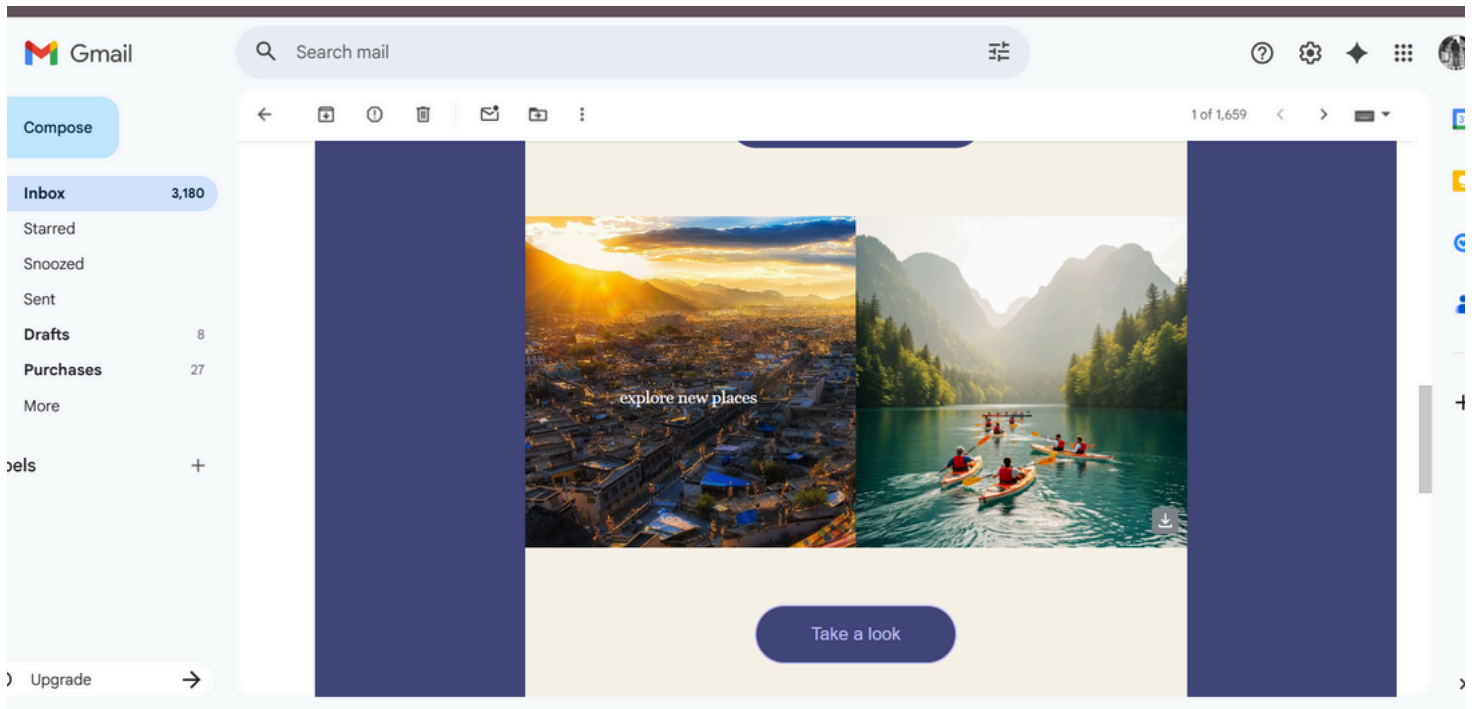 Gmail
Search mail
Compose
1 of 1,659
Inbox 3,180
Starred
Snoozed
Sent
Drafts 8
Purchases 27
More
explore new places
Take a look
Upgrade